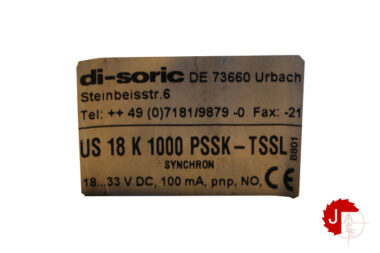 di-soric DE 73660 Urbach
Steinbeisstr.6
Tel: ++ 49 (0)7181/9879 -0 Fax: -21
US 18 K 1000 PSSK-TSSL
SYNCHRON
B801
18...33 V DC, 100 mA, pnp, NO, CE
J